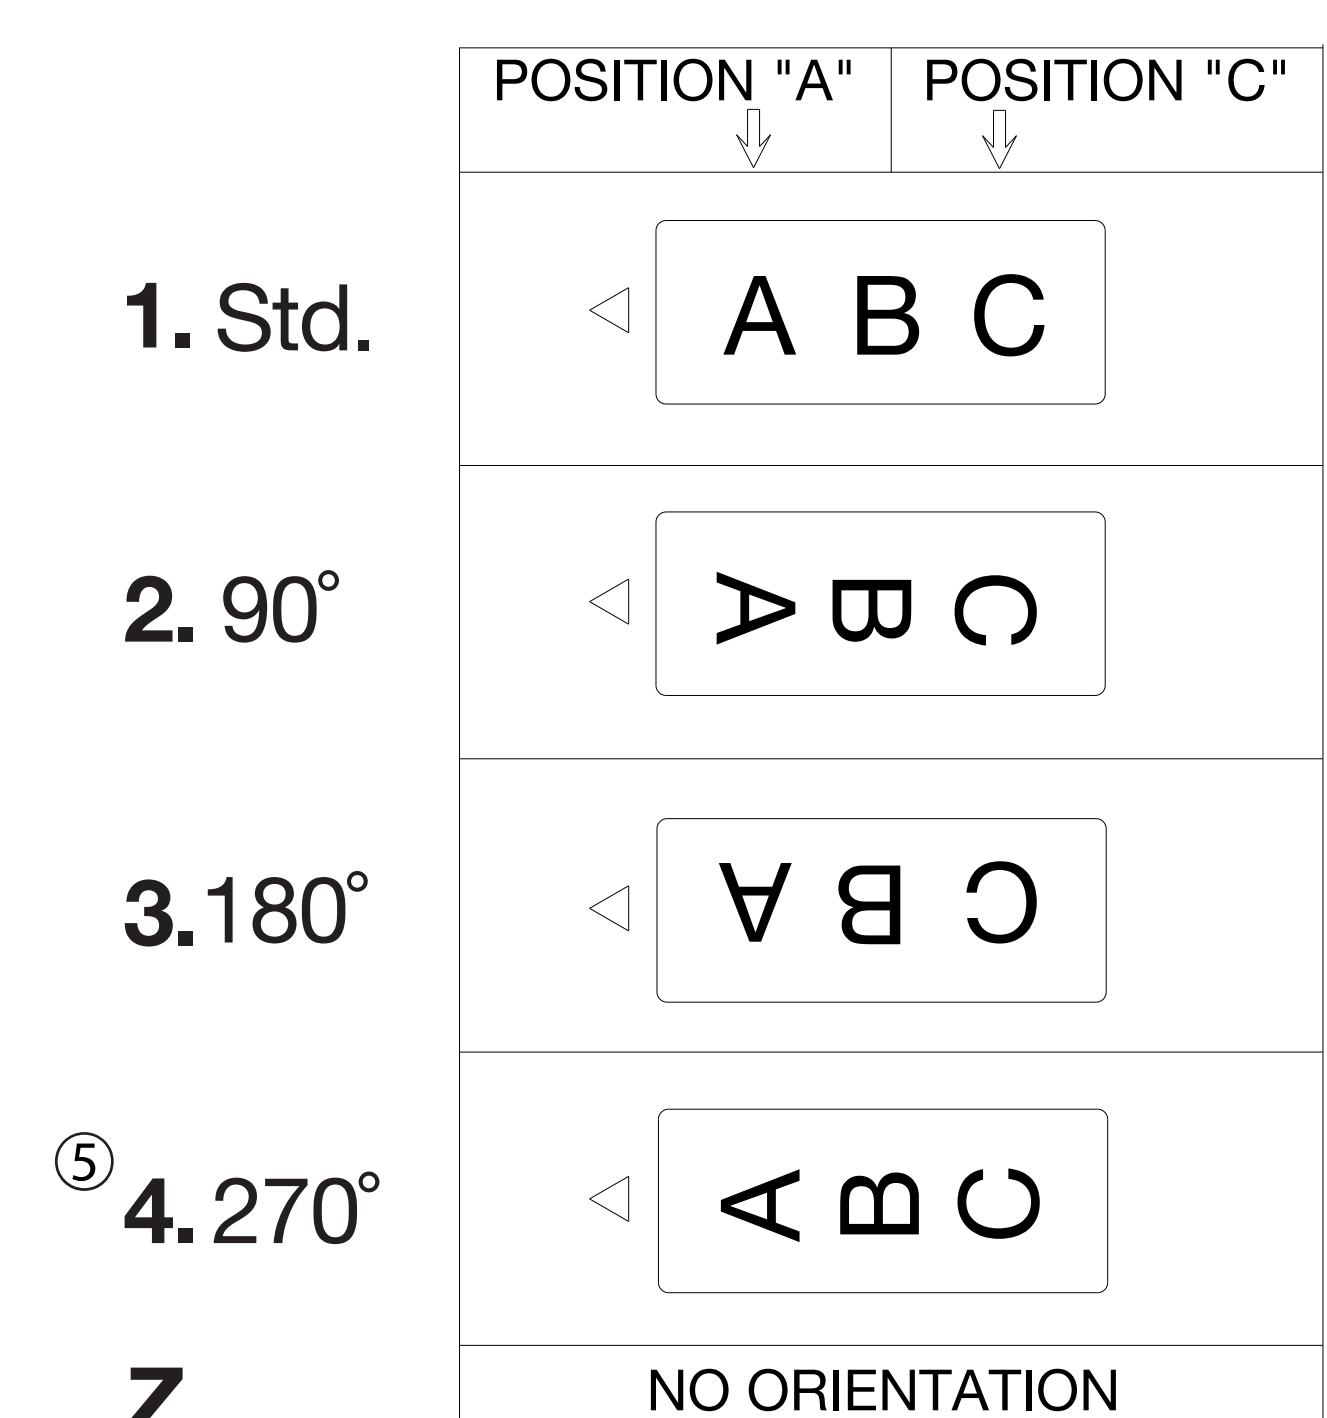 POSITION "A" POSITION "C"
1. Std. A B C
2. 90° A B C
3. 180° A B C
⑤ 4. 270° A B C
Z NO ORIENTATION